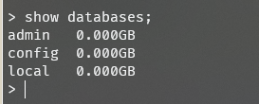 > show databases;
admin   0.000GB
config  0.000GB
local   0.000GB
>